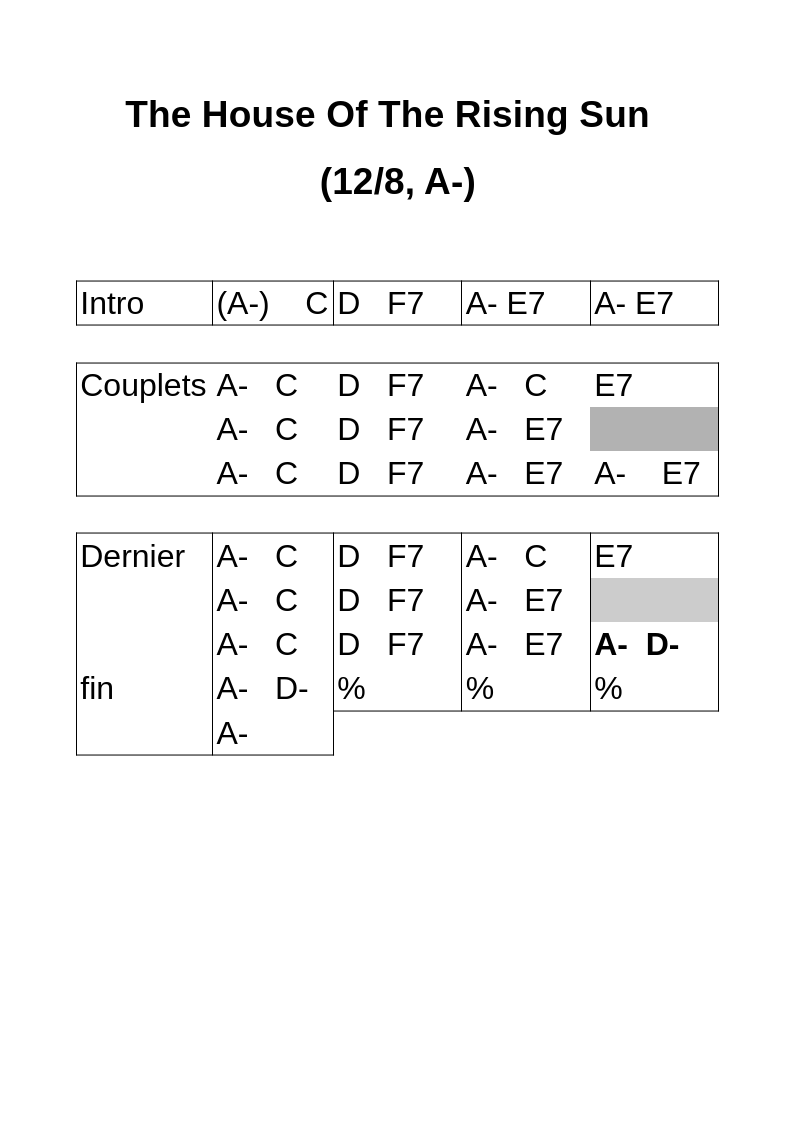 The House Of The Rising Sun
(12/8, A-)
Intro (A-) C D F7 A- E7 A- E7
Couplets A- C D F7 A- C E7
A- C D F7 A- E7
A- C D F7 A- E7 A- E7
Dernier A- C D F7 A- C E7
A- C D F7 A- E7
A- C D F7 A- E7 A- D-
fin A- D- % % %
A-